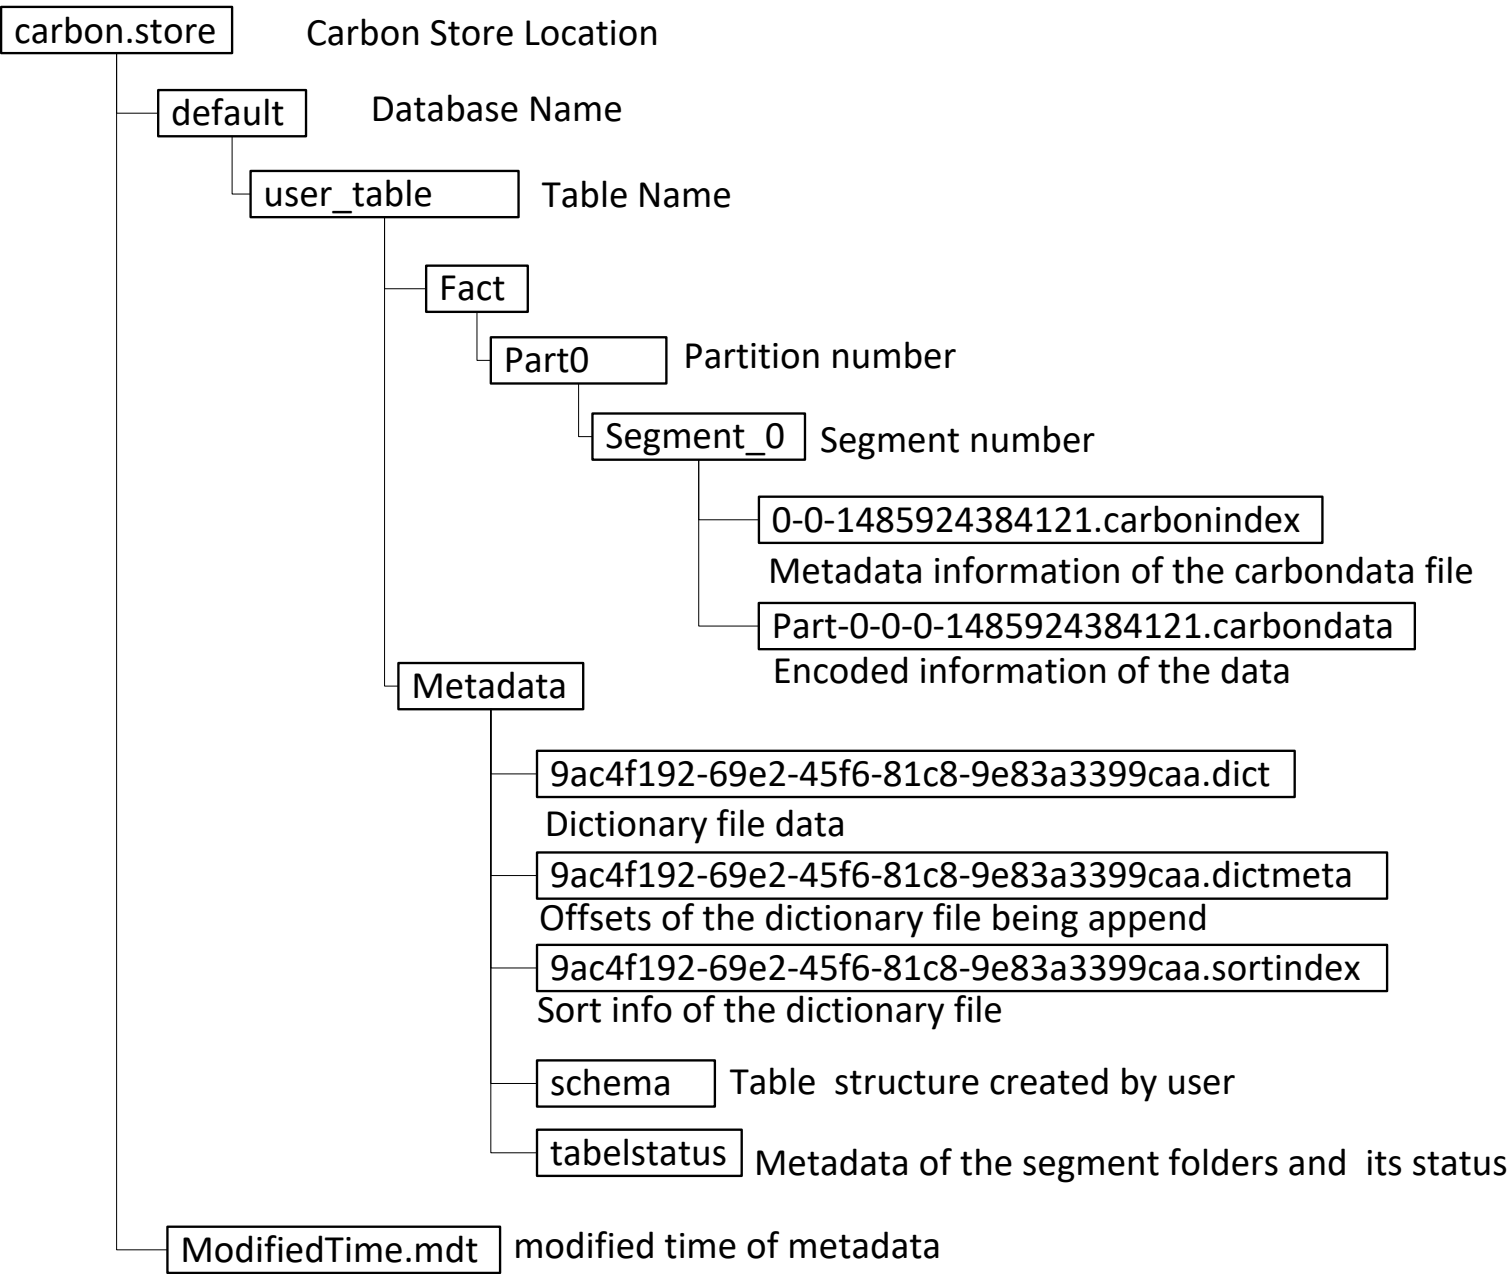 carbon.store Carbon Store Location
default Database Name
user_table Table Name
Fact
Part0 Partition number
Segment_0 Segment number
0-0-1485924384121.carbonindex
Metadata information of the carbondata file
Part-0-0-0-1485924384121.carbondata
Encoded information of the data
Metadata
9ac4f192-69e2-45f6-81c8-9e83a3399caa.dict
Dictionary file data
9ac4f192-69e2-45f6-81c8-9e83a3399caa.dictmeta
Offsets of the dictionary file being append
9ac4f192-69e2-45f6-81c8-9e83a3399caa.sortindex
Sort info of the dictionary file
schema Table structure created by user
tabelstatus Metadata of the segment folders and its status
ModifiedTime.mdt modified time of metadata